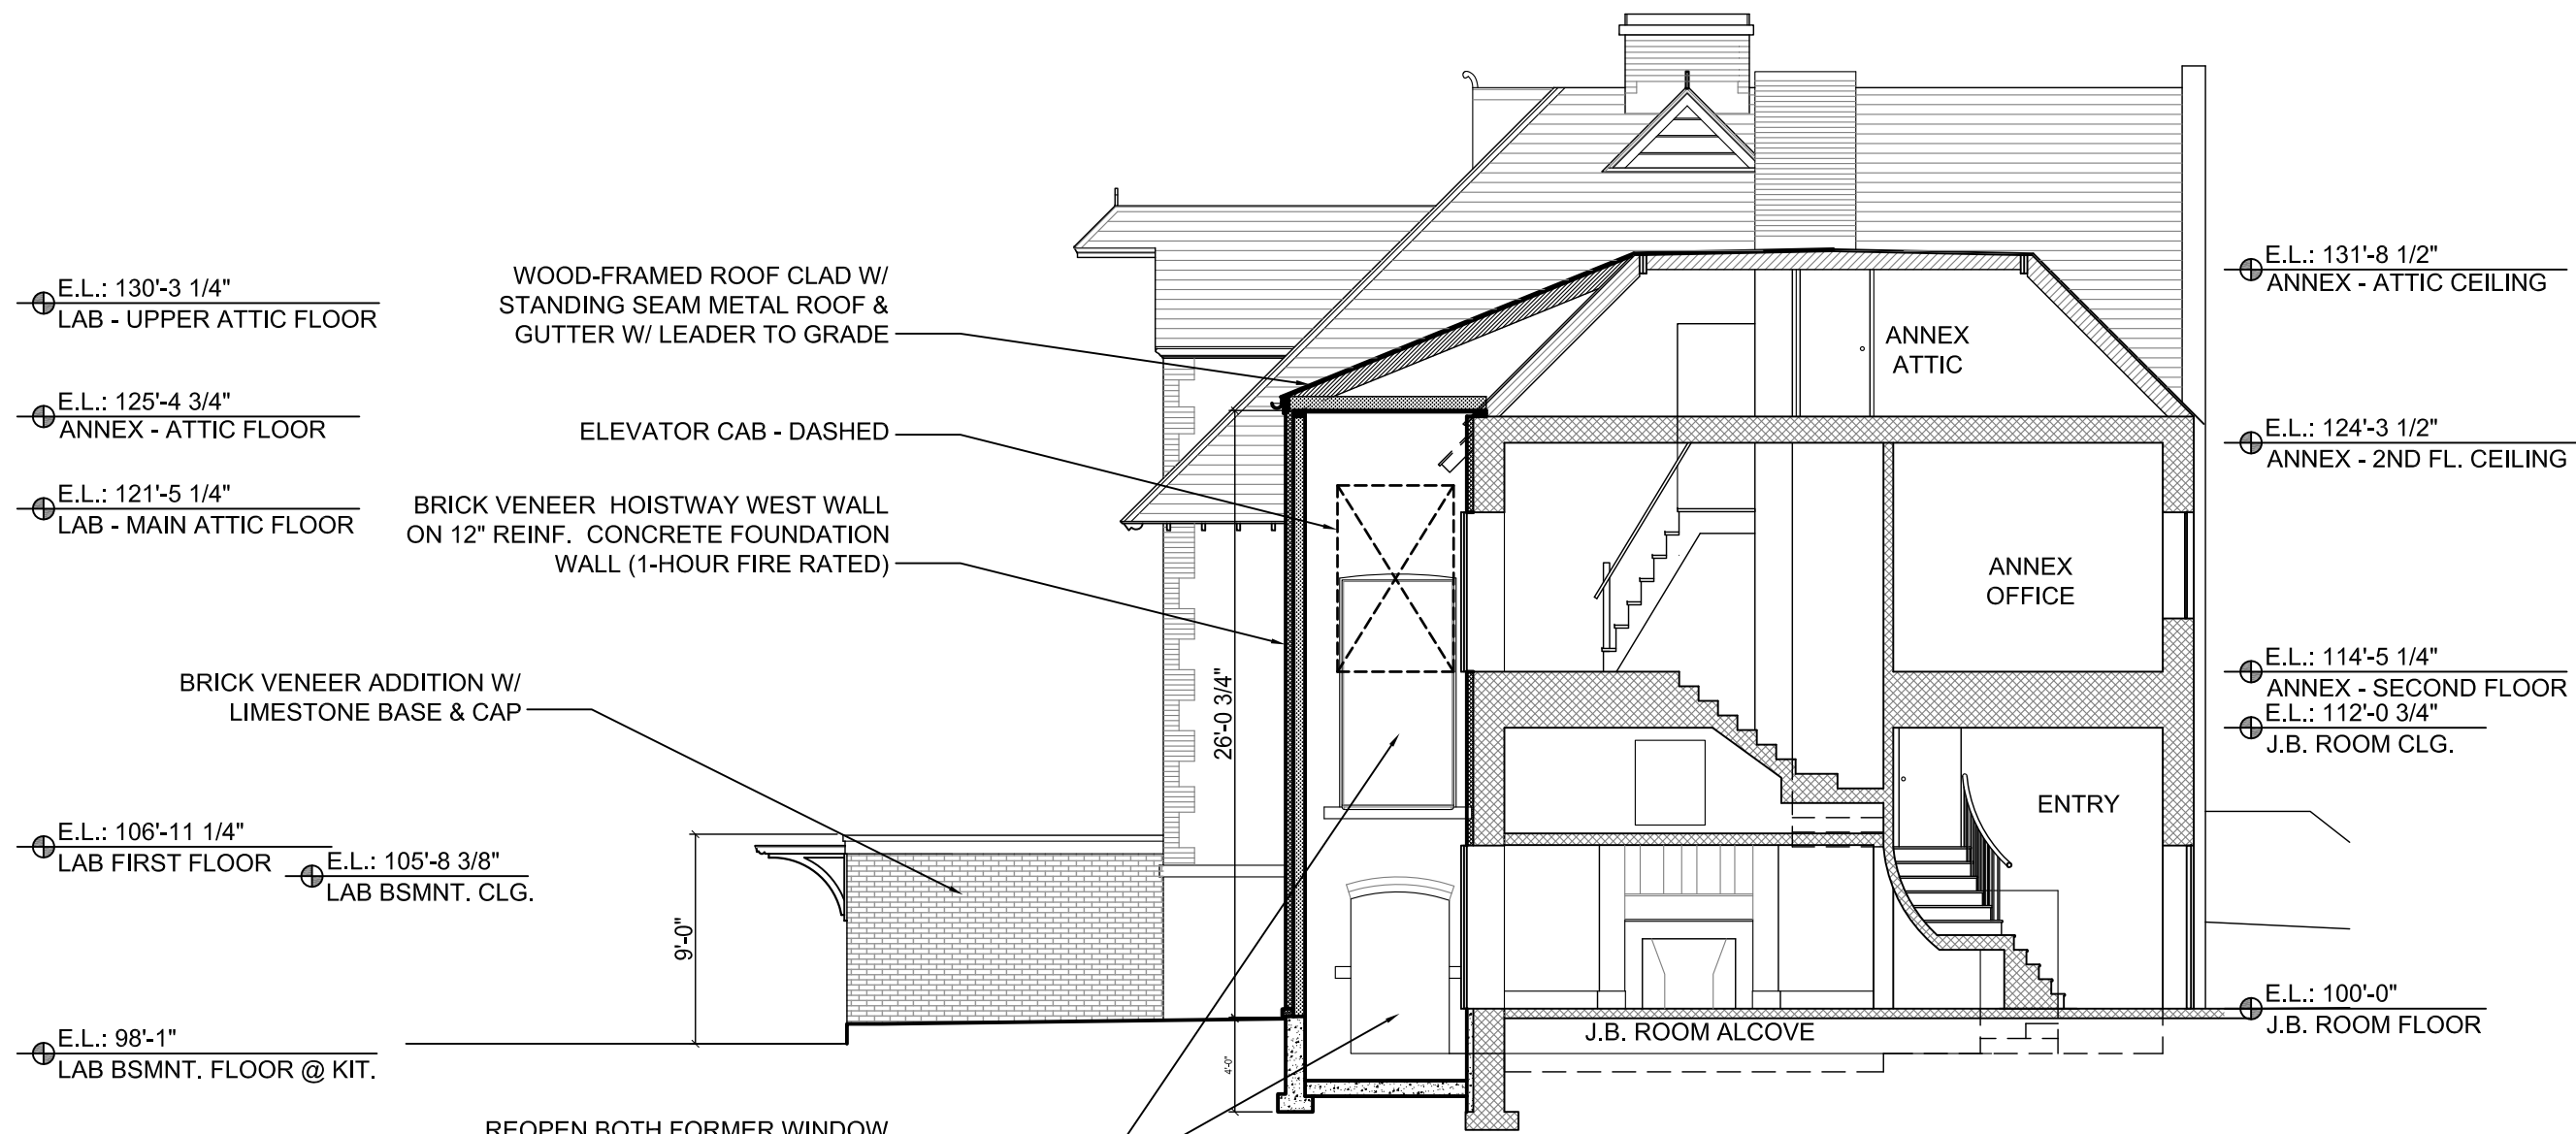 E.L.: 130'-3 1/4"
LAB - UPPER ATTIC FLOOR
E.L.: 125'-4 3/4"
ANNEX - ATTIC FLOOR
E.L.: 121'-5 1/4"
LAB - MAIN ATTIC FLOOR
E.L.: 106'-11 1/4"
LAB FIRST FLOOR
E.L.: 105'-8 3/8"
LAB BSMNT. CLG.
E.L.: 98'-1"
LAB BSMNT. FLOOR @ KIT.
WOOD-FRAMED ROOF CLAD W/
STANDING SEAM METAL ROOF &
GUTTER W/ LEADER TO GRADE
ELEVATOR CAB - DASHED
BRICK VENEER HOISTWAY WEST WALL
ON 12" REINF. CONCRETE FOUNDATION
WALL (1-HOUR FIRE RATED)
BRICK VENEER ADDITION W/
LIMESTONE BASE & CAP
REOPEN BOTH FORMER WINDOW
9'-0"
26'-0 3/4"
4'-0"
ANNEX
ATTIC
ANNEX
OFFICE
ENTRY
J.B. ROOM ALCOVE
E.L.: 131'-8 1/2"
ANNEX - ATTIC CEILING
E.L.: 124'-3 1/2"
ANNEX - 2ND FL. CEILING
E.L.: 114'-5 1/4"
ANNEX - SECOND FLOOR
E.L.: 112'-0 3/4"
J.B. ROOM CLG.
E.L.: 100'-0"
J.B. ROOM FLOOR